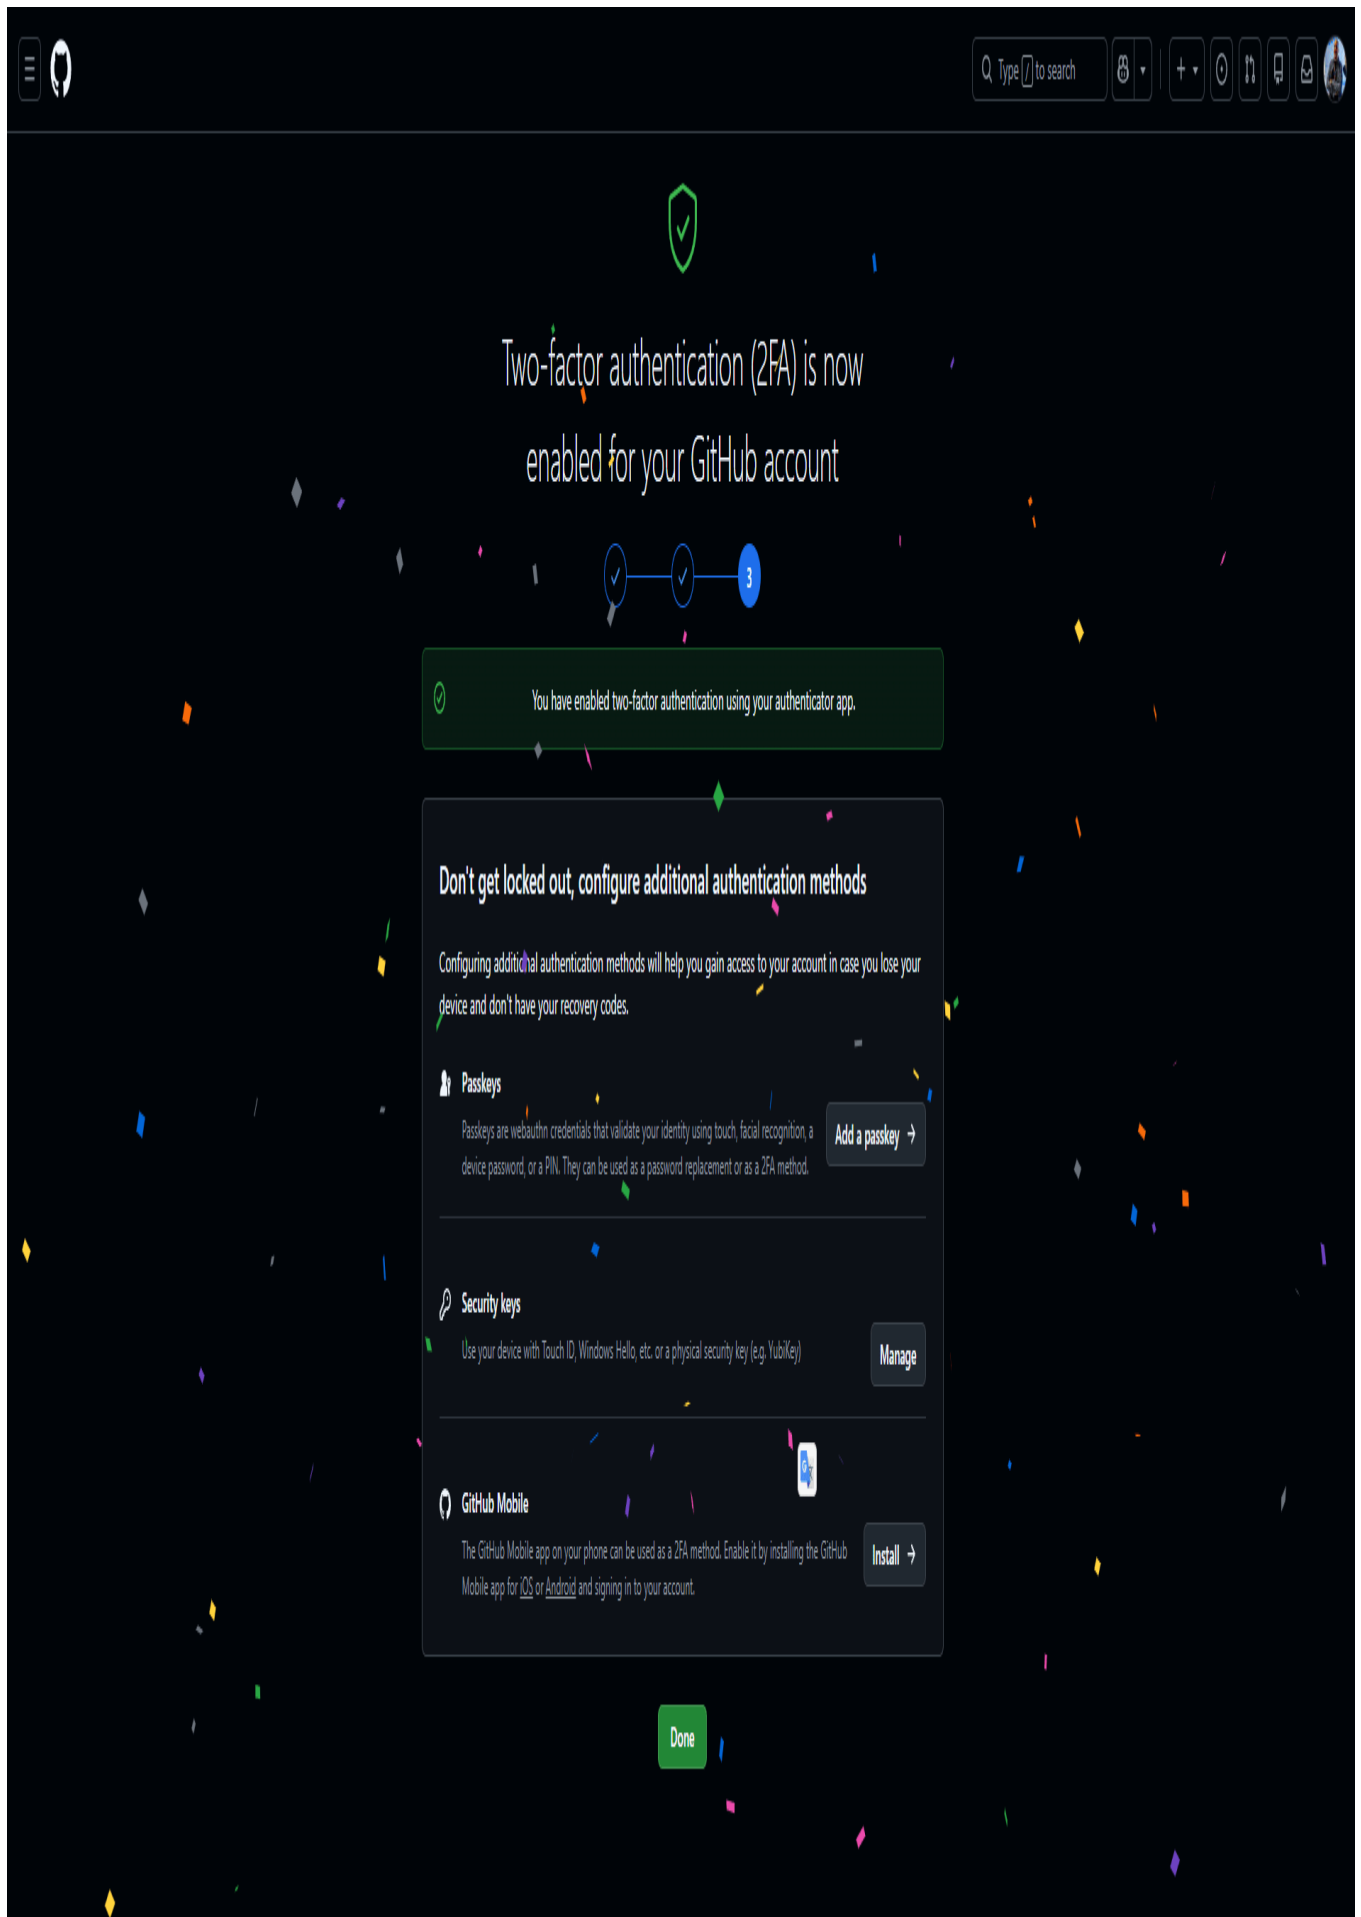 Type / to search
Two-factor authentication (2FA) is now
enabled for your GitHub account
3
You have enabled two-factor authentication using your authenticator app.
Don't get locked out, configure additional authentication methods
Configuring additional authentication methods will help you gain access to your account in case you lose your
device and don't have your recovery codes.
Passkeys
Passkeys are webauthn credentials that validate your identity using touch, facial recognition, a
device password, or a PIN. They can be used as a password replacement or as a 2FA method.
Add a passkey
Security keys
Use your device with Touch ID, Windows Hello, etc. or a physical security key (e.g. YubiKey)
Manage
GitHub Mobile
The GitHub Mobile app on your phone can be used as a 2FA method. Enable it by installing the GitHub
Mobile app for iOS or Android and signing in to your account.
Install
Done